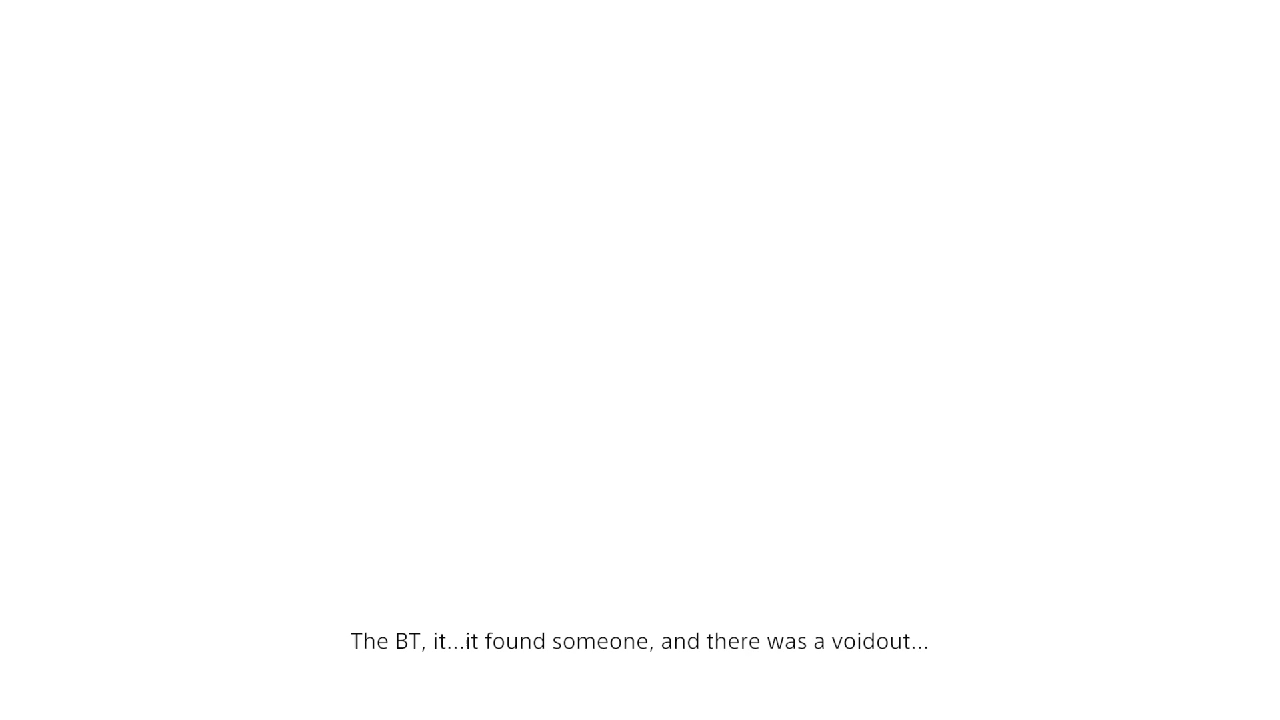 The BT, it...it found someone, and there was a voidout...